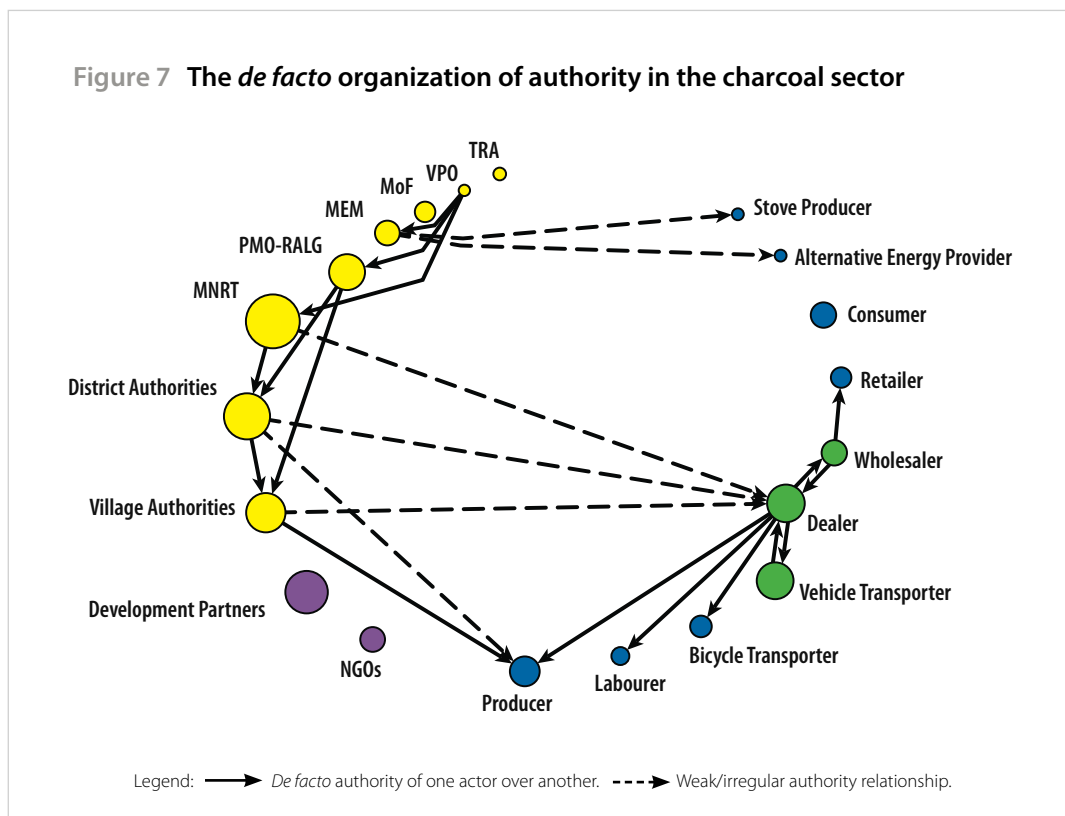 Figure 7 The de facto organization of authority in the charcoal sector
TRA
VPO
MoF
MEM
PMO-RALG
MNRT
District Authorities
Village Authorities
Development Partners
NGOs
Producer
Labourer
Bicycle Transporter
Vehicle Transporter
Dealer
Wholesaler
Retailer
Consumer
Alternative Energy Provider
Stove Producer
Legend: De facto authority of one actor over another. Weak/irregular authority relationship.